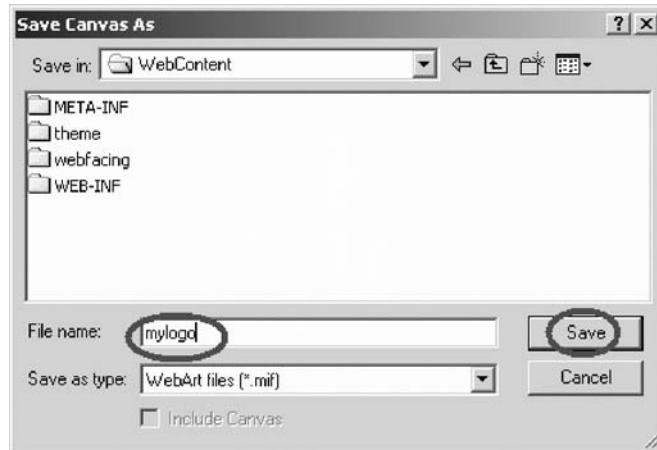 Save Canvas As
Save in: WebContent
META-INF
theme
webfacing
WEB-INF
File name: mylogo Save
Save as type: WebArt files (*.mif) Cancel
Include Canvas